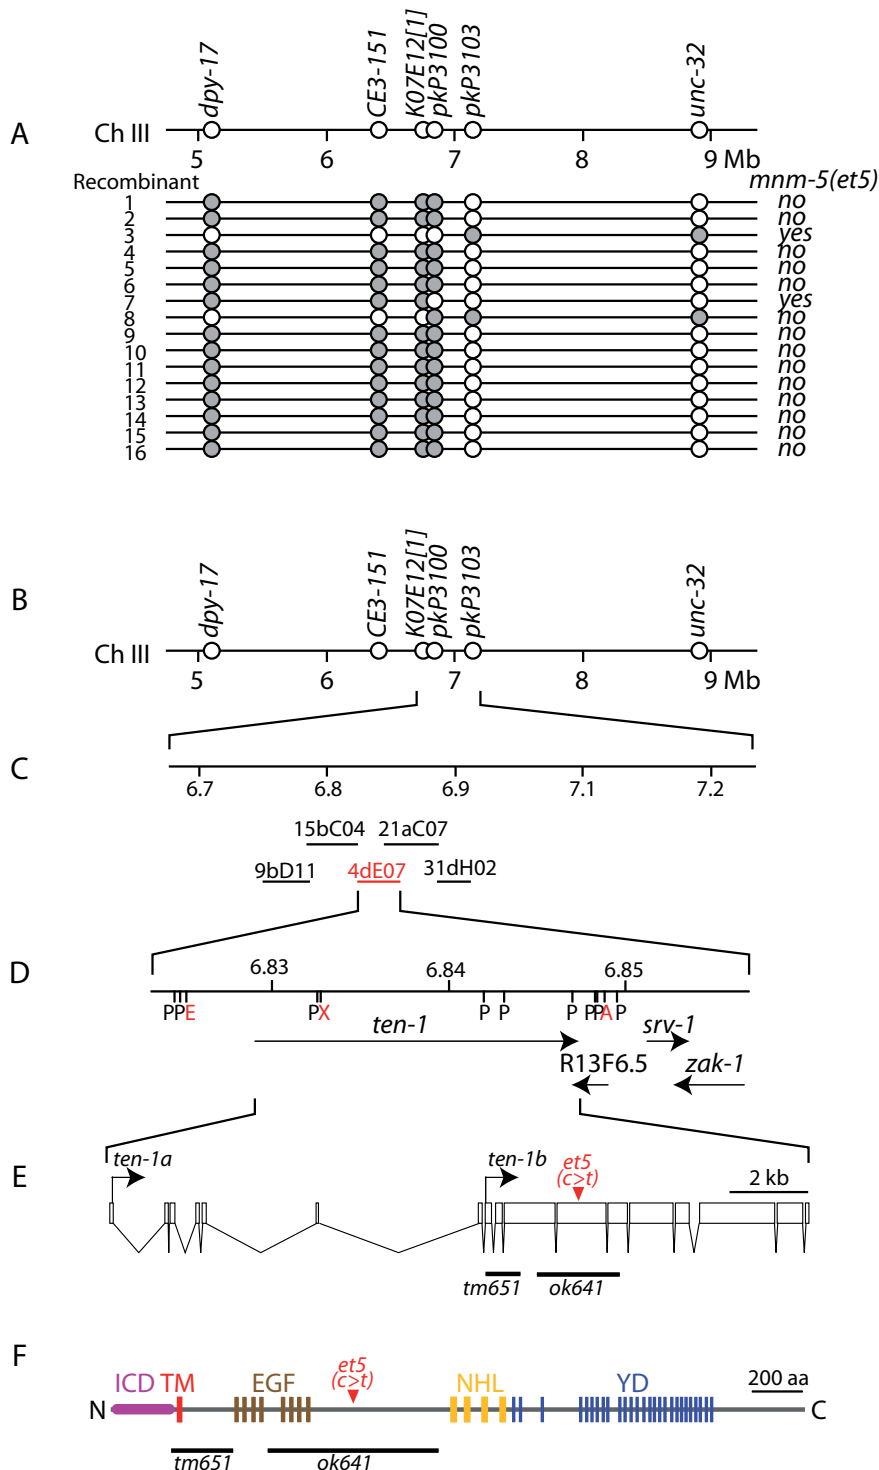 A
dpy-17 CE3-151 K07E12[1] pkP3100 pkP3103 unc-32
Ch III
5 6 7 8 9 Mb
Recombinant mnm-5(et5)
1 no
2 no
3 yes
4 no
5 no
6 no
7 yes
8 no
9 no
10 no
11 no
12 no
13 no
14 no
15 no
16 no
B
dpy-17 CE3-151 K07E12[1] pkP3100 pkP3103 unc-32
Ch III
5 6 7 8 9 Mb
C
6.7 6.8 6.9 7.1 7.2
15bC04 21aC07
9bD11 4dE07 31dH02
D
6.83 6.84 6.85
P P E P X P P P P P A P
ten-1 srv-1
R13F6.5 zak-1
E
ten-1a ten-1b et5
(c>t)
2 kb
tm651 ok641
F
et5
(c>t)
ICD TM EGF NHL YD 200 aa
N C
tm651 ok641